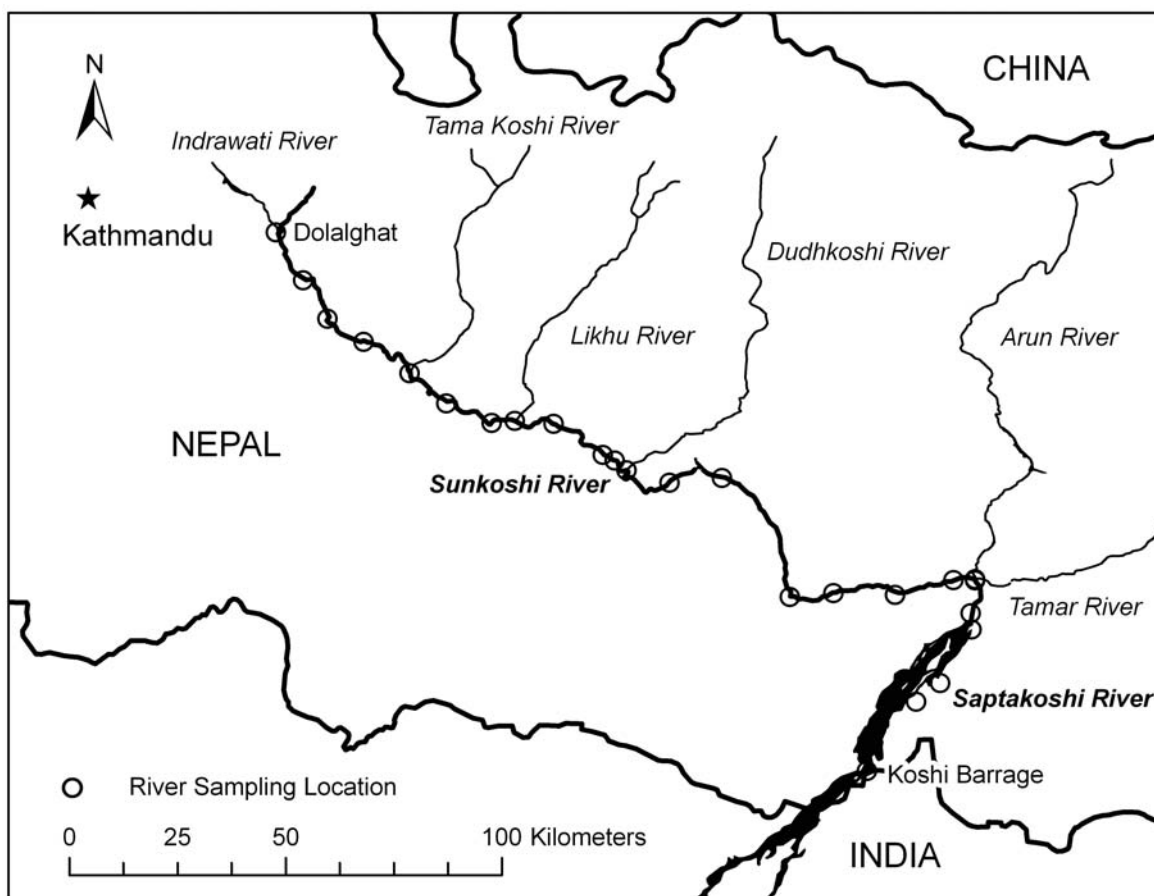 CHINA
N
Tama Koshi River
Indrawati River
Kathmandu
Dolalghat
Dudhkoshi River
Likhu River
Arun River
NEPAL
Sunkoshi River
Tamar River
Saptakoshi River
Koshi Barrage
River Sampling Location
0 25 50 100 Kilometers
INDIA